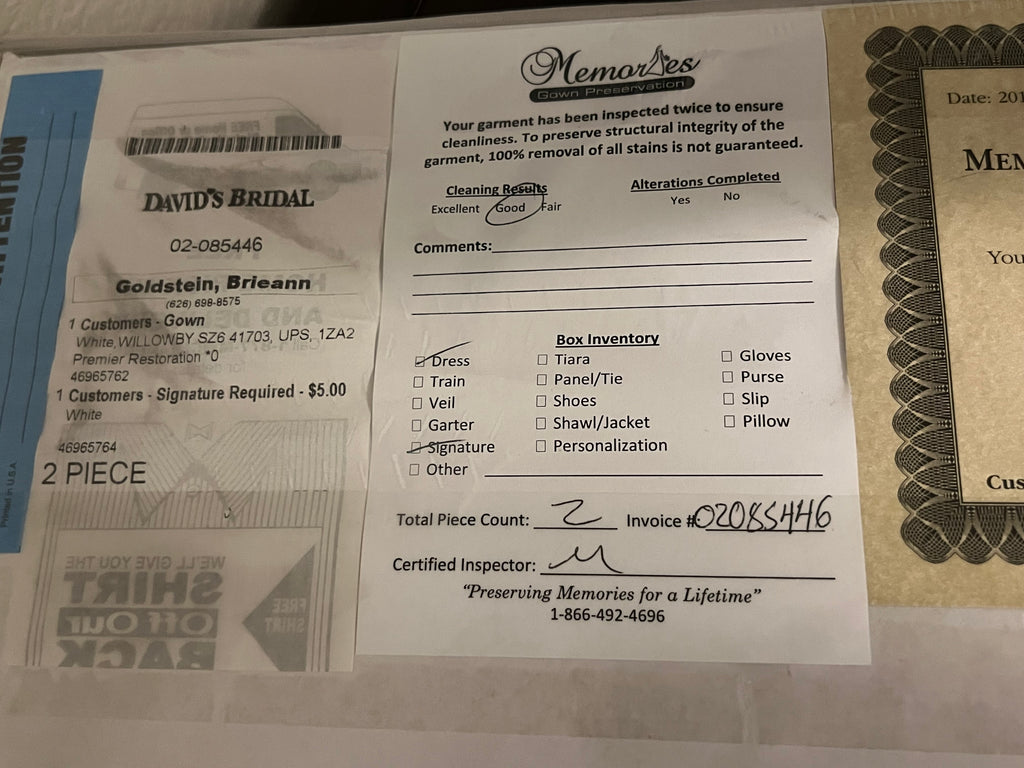 TENTION
Printed in U.S.A
DAVID'S BRIDAL
02-085446
Goldstein, Brieann
(626) 698-8575
1 Customers - Gown
White,WILLOWBY SZ6 41703, UPS, 1ZA2
Premier Restoration *0
46965762
1 Customers - Signature Required - $5.00
White
46965764
2 PIECE
WE'LL GIVE YOU THE
SHIRT
Off Our
BACK
FREE
SHIRT
Memories
Gown Preservation
Your garment has been inspected twice to ensure
cleanliness. To preserve structural integrity of the
garment, 100% removal of all stains is not guaranteed.
Cleaning Results
Excellent Good Fair
Alterations Completed
Yes No
Comments:
Box Inventory
Dress Tiara Gloves
Train Panel/Tie Purse
Veil Shoes Slip
Garter Shawl/Jacket Pillow
Signature Personalization
Other
Total Piece Count: 2 Invoice #02085446
Certified Inspector:
"Preserving Memories for a Lifetime"
1-866-492-4696
Date: 201
MEM
You
Cus